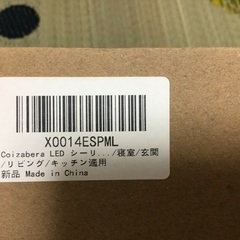 X0014ESPML
Coizabera LED シーリ.../寝室/玄関
/リビング/キッチン適用
新品 Made in China